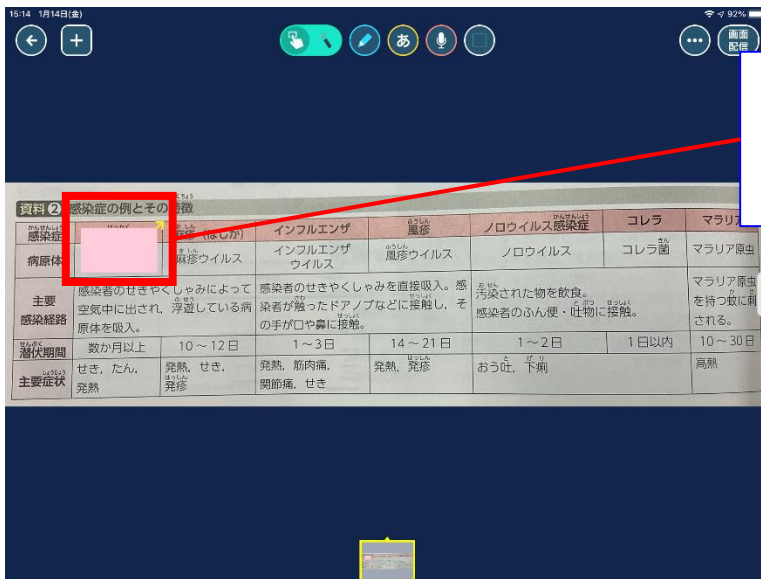 15:14 1月14日(金)
92%
あ
画面
配信
資料2 感染症の例とその特徴
感染症
麻疹（はしか）
インフルエンザ
風疹
ノロウイルス感染症
コレラ
マラリア
病原体
麻疹ウイルス
インフルエンザ
ウイルス
風疹ウイルス
ノロウイルス
コレラ菌
マラリア原虫
主要
感染経路
感染者のせきやくしゃみによって
空気中に出され，浮遊している病
原体を吸入。
感染者のせきやくしゃみを直接吸入。感
染者が触ったドアノブなどに接触し，そ
の手が口や鼻に接触。
汚染された物を飲食。
感染者のふん便・吐物に接触。
マラリア原虫
を持つ蚊に刺
される。
潜伏期間
数か月以上
10～12日
1～3日
14～21日
1～2日
1日以内
10～30日
主要症状
せき，たん，
発熱
発熱，せき，
発疹
発熱，筋肉痛，
関節痛，せき
発熱，発疹
おう吐，下痢
高熱